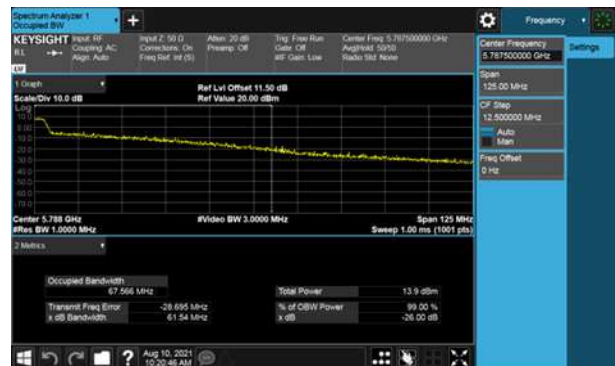 Spectrum Analyzer 1
Occupied BW
Frequency
KEYSIGHT Input: RF Input Z: 50 Ω Atten: 20 dB Trig: Free Run Center Freq: 5.787500000 GHz
RL Coupling: AC Corrections: On Preamp: Off Gate: Off Avg|Hold: 50/50
Align: Auto Freq Ref: Int (S) #IF Gain: Low Radio Std: None
1 Graph
Ref Lvl Offset 11.50 dB
Scale/Div 10.0 dB Ref Value 20.00 dBm
Log
10.0
0.00
-10.0
-20.0
-30.0
-40.0
-50.0
-60.0
-70.0
Center 5.788 GHz #Video BW 3.0000 MHz Span 125 MHz
#Res BW 1.0000 MHz Sweep 1.00 ms (1001 pts)
2 Metrics
Occupied Bandwidth
67.566 MHz Total Power 13.9 dBm
Transmit Freq Error -28.695 MHz % of OBW Power 99.00 %
x dB Bandwidth 61.54 MHz x dB -26.00 dB
Aug 10, 2021
10:20:46 AM
Center Frequency
5.787500000 GHz
Settings
Span
125.00 MHz
CF Step
12.500000 MHz
Auto
Man
Freq Offset
0 Hz